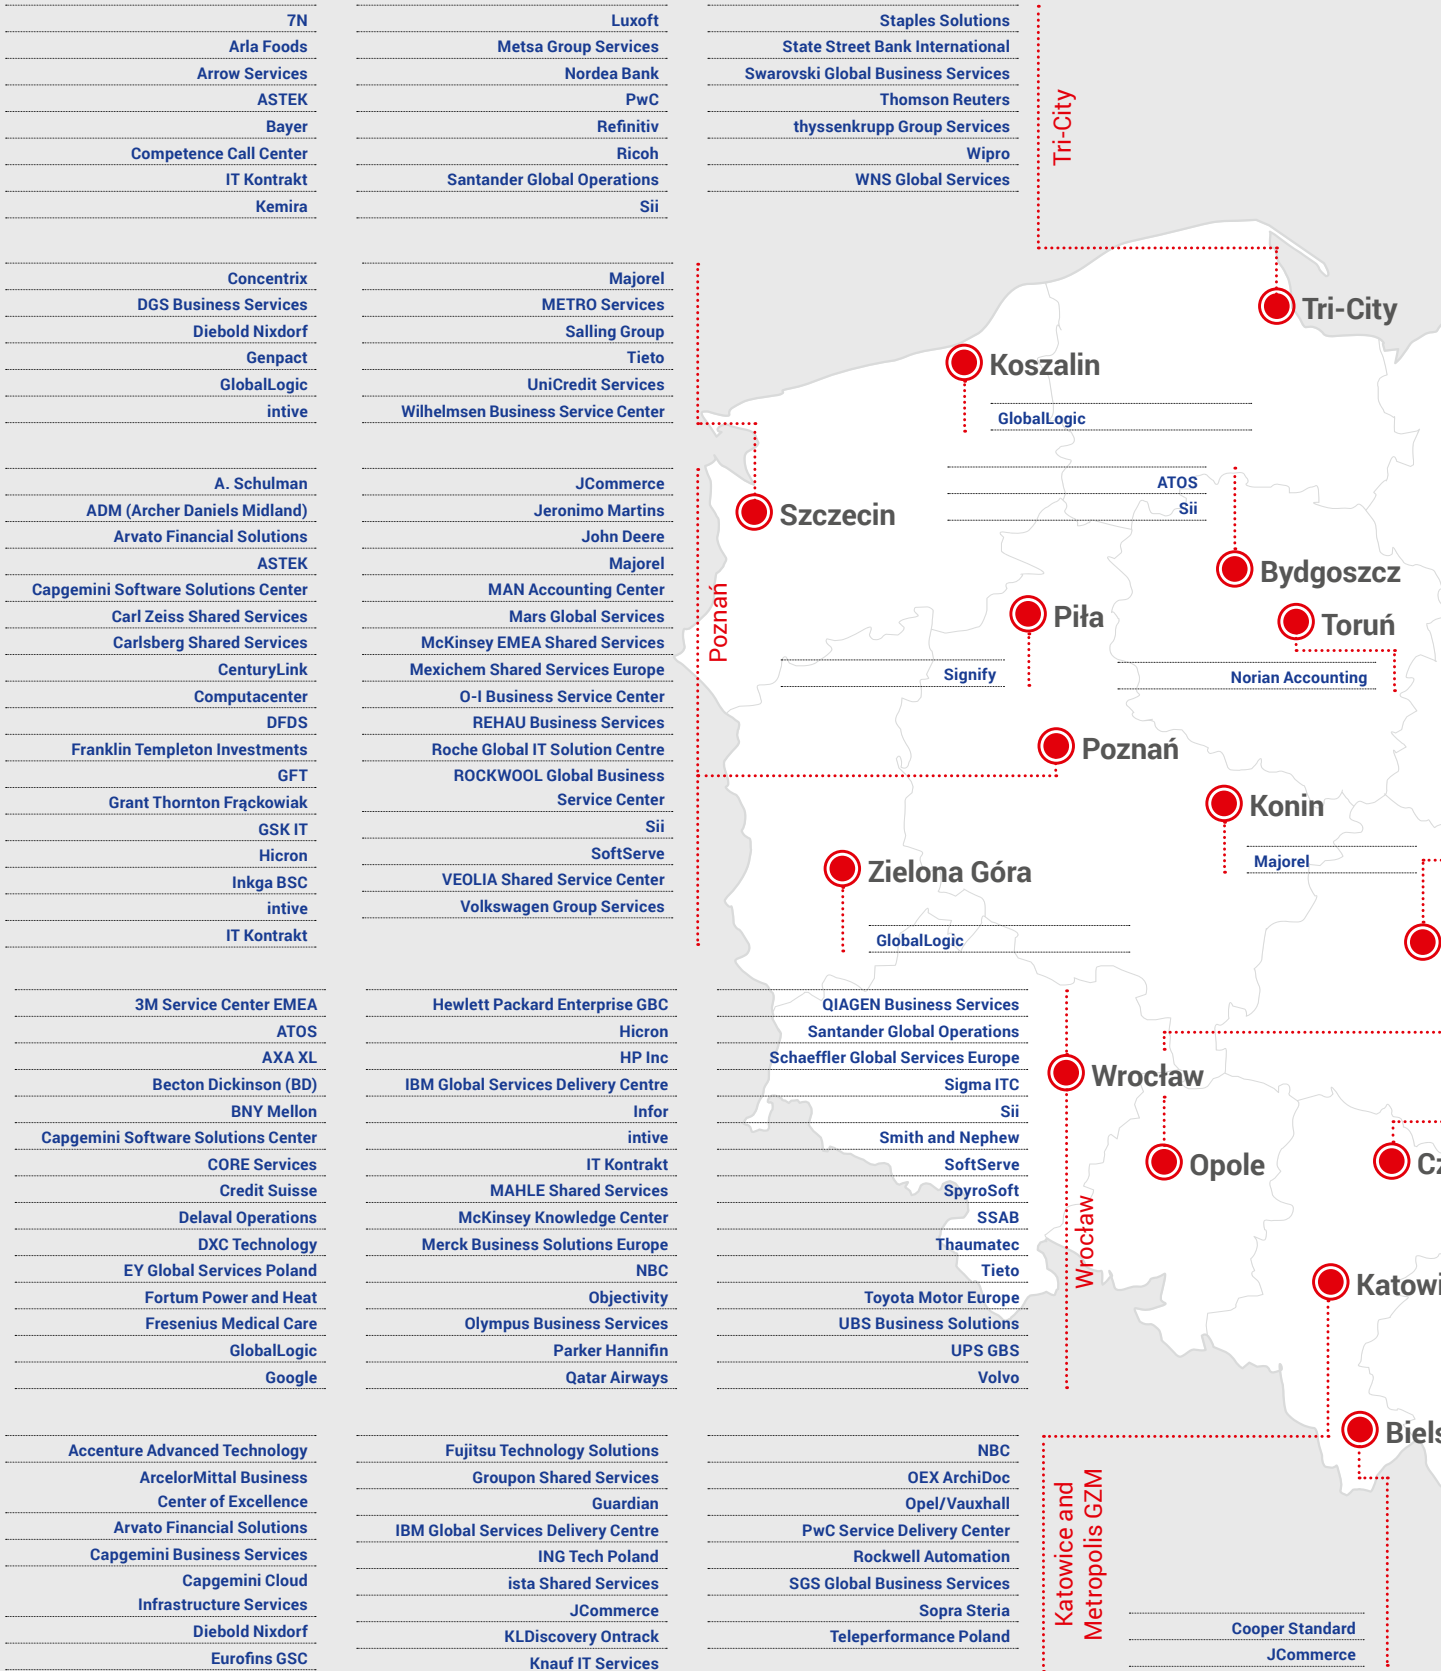 7N
Arla Foods
Arrow Services
ASTEK
Bayer
Competence Call Center
IT Kontrakt
Kemira
Luxoft
Metsa Group Services
Nordea Bank
PwC
Refinitiv
Ricoh
Santander Global Operations
Sii
Staples Solutions
State Street Bank International
Swarovski Global Business Services
Thomson Reuters
thyssenkrupp Group Services
Wipro
WNS Global Services
Tri-City
Concentrix
DGS Business Services
Diebold Nixdorf
Genpact
GlobalLogic
intive
Majorel
METRO Services
Salling Group
Tieto
UniCredit Services
Wilhelmsen Business Service Center
Tri-City
Koszalin
GlobalLogic
Szczecin
ATOS
Sii
Bydgoszcz
Piła
Signify
Toruń
Norian Accounting
A. Schulman
ADM (Archer Daniels Midland)
Arvato Financial Solutions
ASTEK
Capgemini Software Solutions Center
Carl Zeiss Shared Services
Carlsberg Shared Services
CenturyLink
Computacenter
DFDS
Franklin Templeton Investments
GFT
Grant Thornton Frąckowiak
GSK IT
Hicron
Inkga BSC
intive
IT Kontrakt
JCommerce
Jeronimo Martins
John Deere
Majorel
MAN Accounting Center
Mars Global Services
McKinsey EMEA Shared Services
Mexichem Shared Services Europe
O-I Business Service Center
REHAU Business Services
Roche Global IT Solution Centre
ROCKWOOL Global Business
Service Center
Sii
SoftServe
VEOLIA Shared Service Center
Volkswagen Group Services
Poznań
Poznań
Konin
Majorel
Zielona Góra
GlobalLogic
3M Service Center EMEA
ATOS
AXA XL
Becton Dickinson (BD)
BNY Mellon
Capgemini Software Solutions Center
CORE Services
Credit Suisse
Delaval Operations
DXC Technology
EY Global Services Poland
Fortum Power and Heat
Fresenius Medical Care
GlobalLogic
Google
Hewlett Packard Enterprise GBC
Hicron
HP Inc
IBM Global Services Delivery Centre
Infor
intive
IT Kontrakt
MAHLE Shared Services
McKinsey Knowledge Center
Merck Business Solutions Europe
NBC
Objectivity
Olympus Business Services
Parker Hannifin
Qatar Airways
QIAGEN Business Services
Santander Global Operations
Schaeffler Global Services Europe
Sigma ITC
Sii
Smith and Nephew
SoftServe
SpyroSoft
SSAB
Thaumatec
Tieto
Toyota Motor Europe
UBS Business Solutions
UPS GBS
Volvo
Wrocław
Wrocław
Opole
Cz
Katowi
Biels
Accenture Advanced Technology
ArcelorMittal Business
Center of Excellence
Arvato Financial Solutions
Capgemini Business Services
Capgemini Cloud
Infrastructure Services
Diebold Nixdorf
Eurofins GSC
Fujitsu Technology Solutions
Groupon Shared Services
Guardian
IBM Global Services Delivery Centre
ING Tech Poland
ista Shared Services
JCommerce
KLDiscovery Ontrack
Knauf IT Services
NBC
OEX ArchiDoc
Opel/Vauxhall
PwC Service Delivery Center
Rockwell Automation
SGS Global Business Services
Sopra Steria
Teleperformance Poland
Katowice and
Metropolis GZM
Cooper Standard
JCommerce